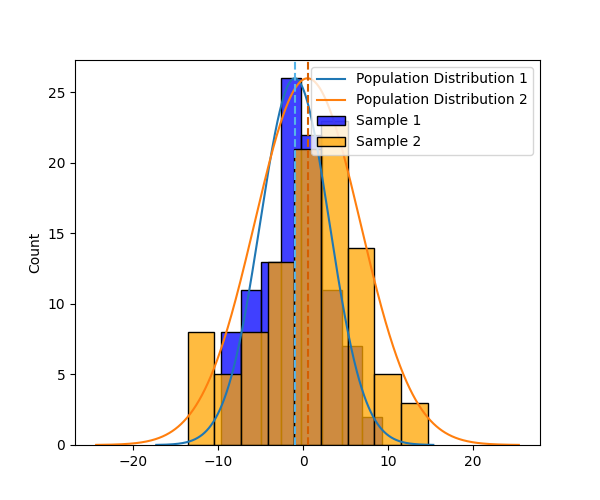 Population Distribution 1
Population Distribution 2
Sample 1
Sample 2
25
20
15
10
5
0
Count
−20 −10 0 10 20